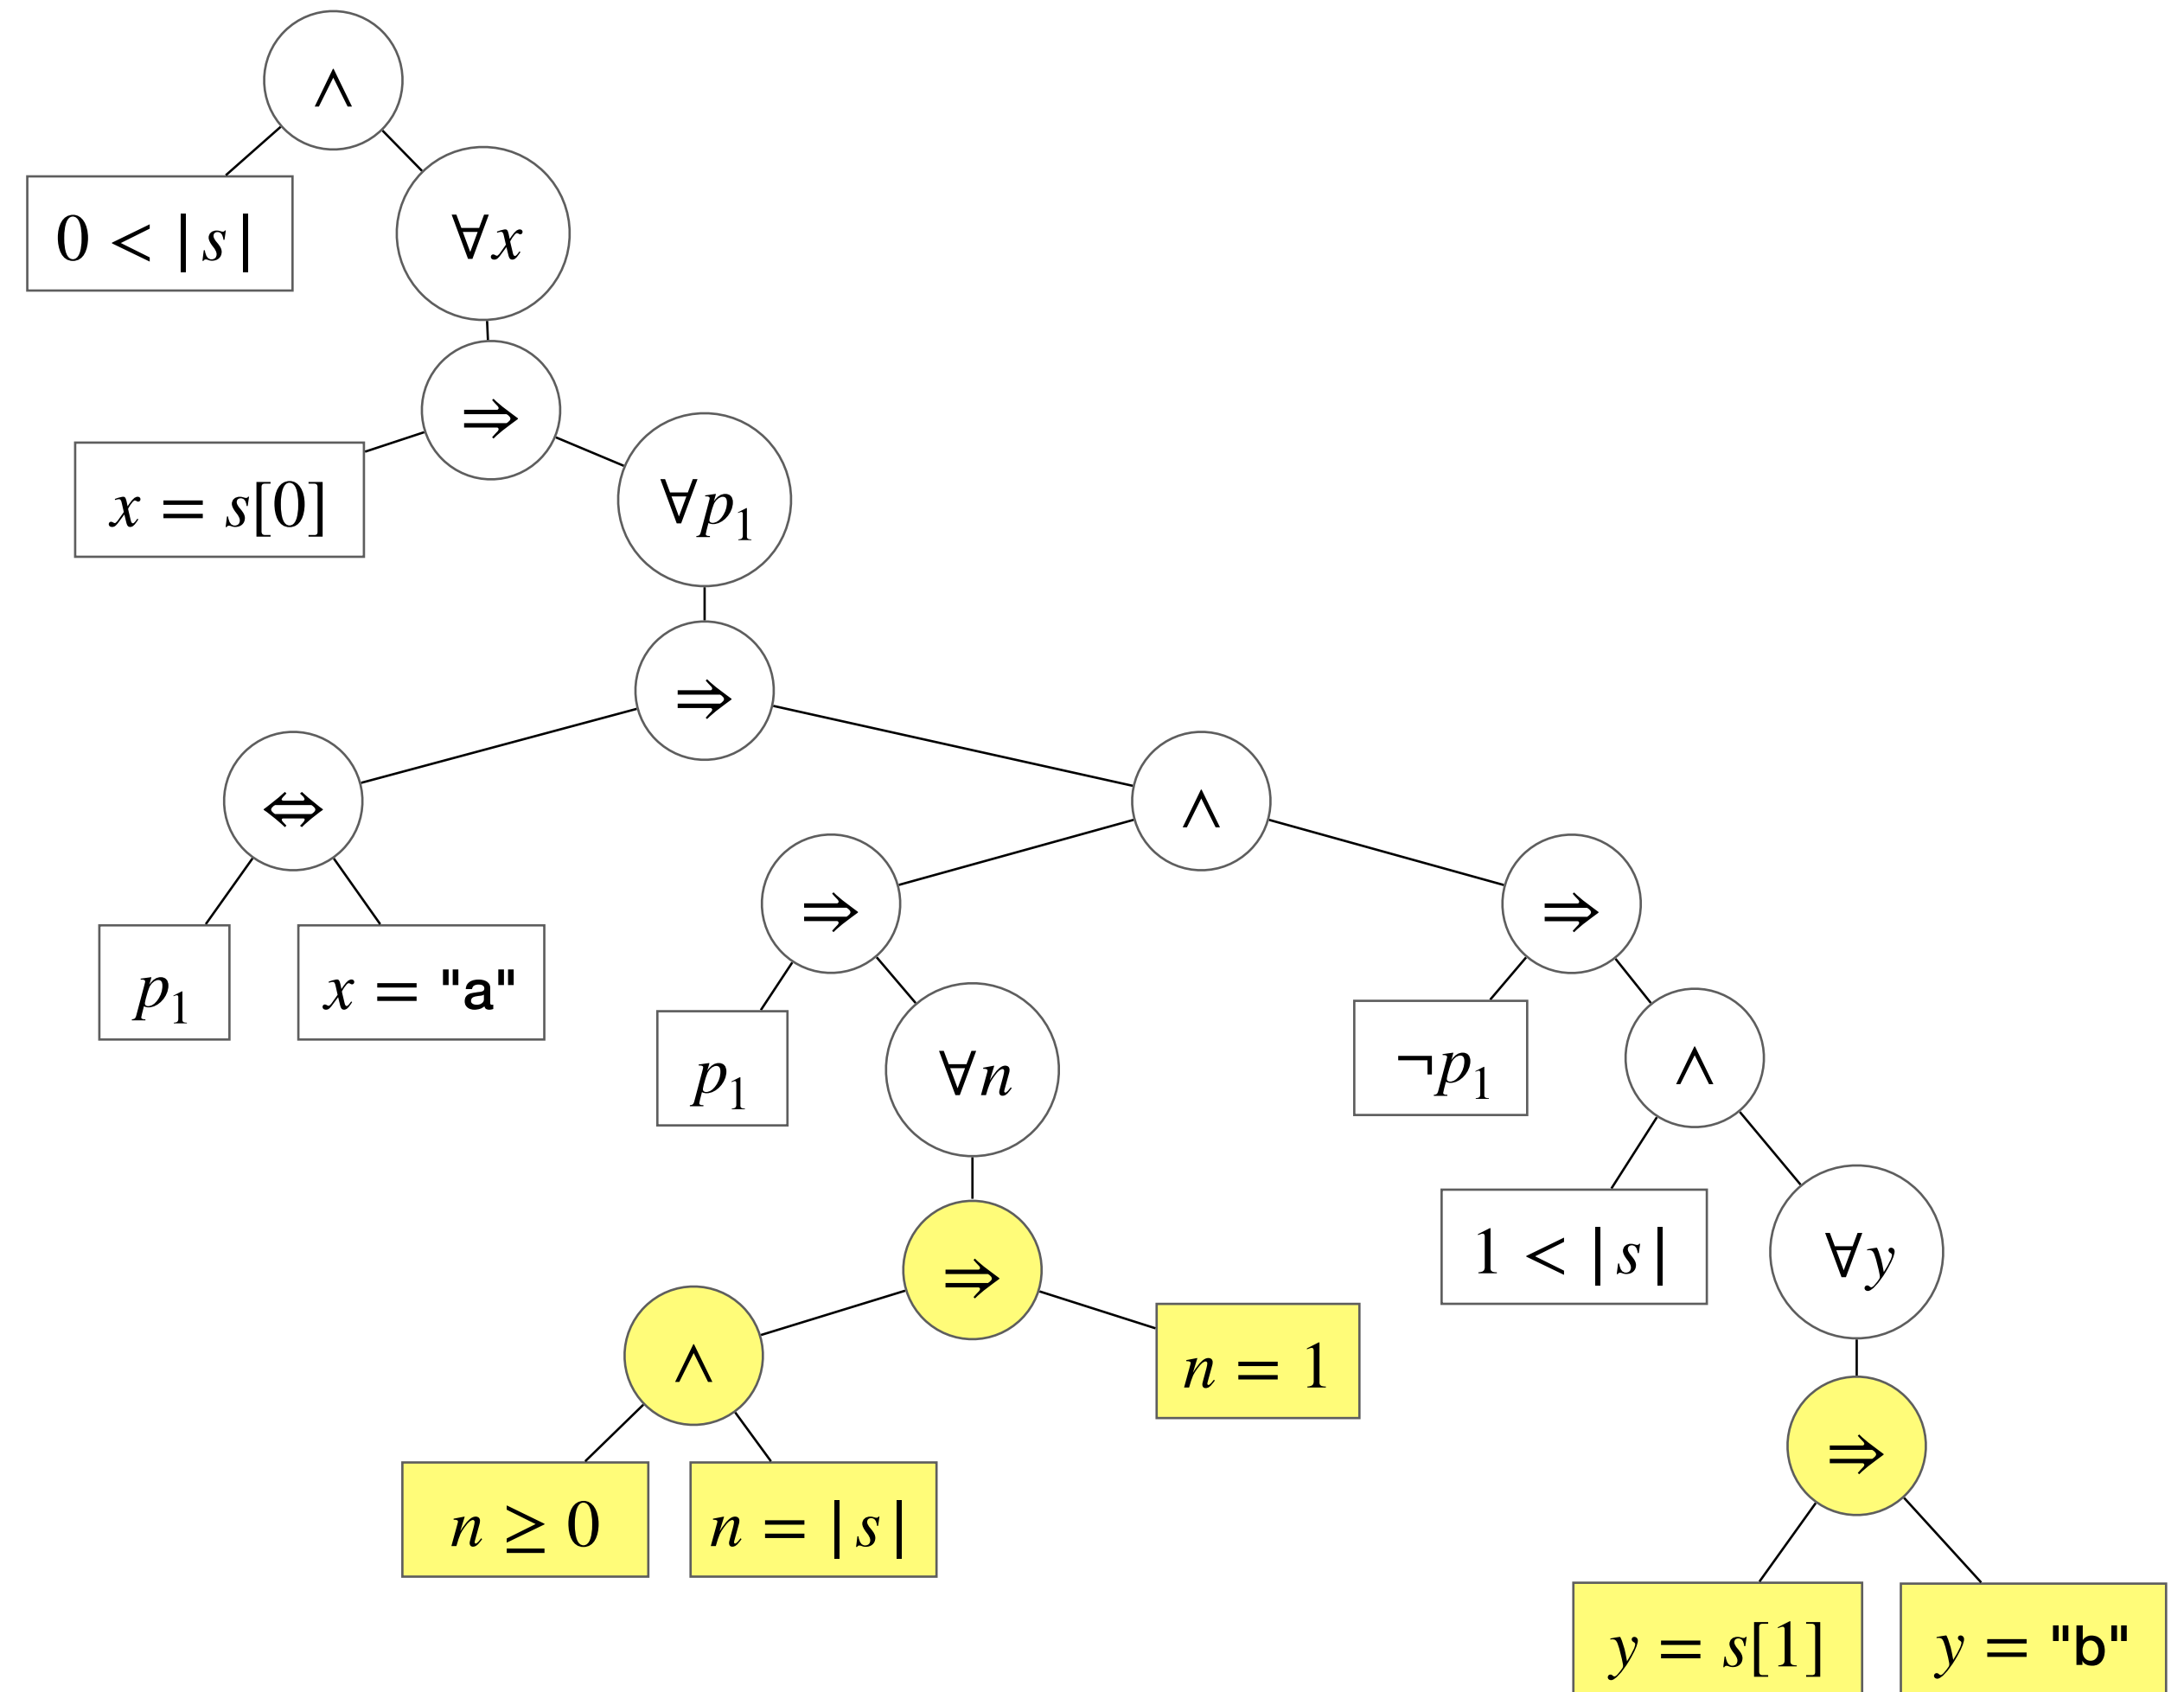 ∧
0 < |s|
∀x
⇒
x = s[0]
∀p₁
⇒
⇔
∧
p₁
x = "a"
⇒
⇒
p₁
∀n
¬p₁
∧
⇒
1 < |s|
∀y
∧
n = 1
n ≥ 0
n = |s|
⇒
y = s[1]
y = "b"